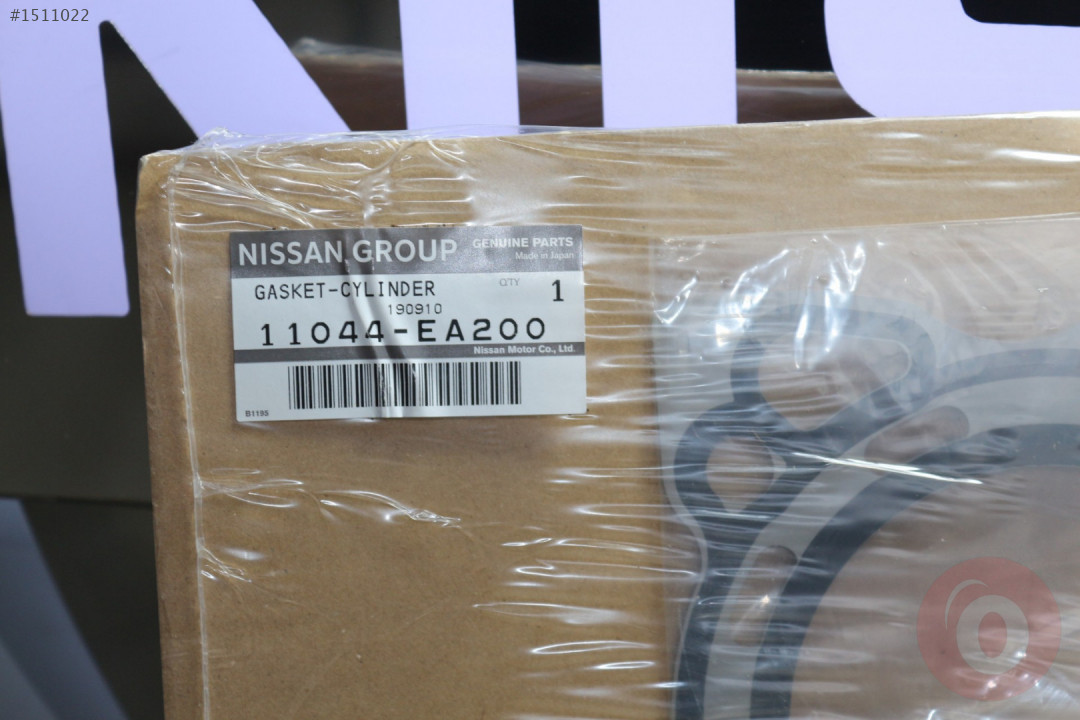 #1511022
NIS
NISSAN GROUP GENUINE PARTS
Made in Japan
GASKET-CYLINDER QTY 1
190910
11044-EA200
Nissan Motor Co., Ltd.
B1195